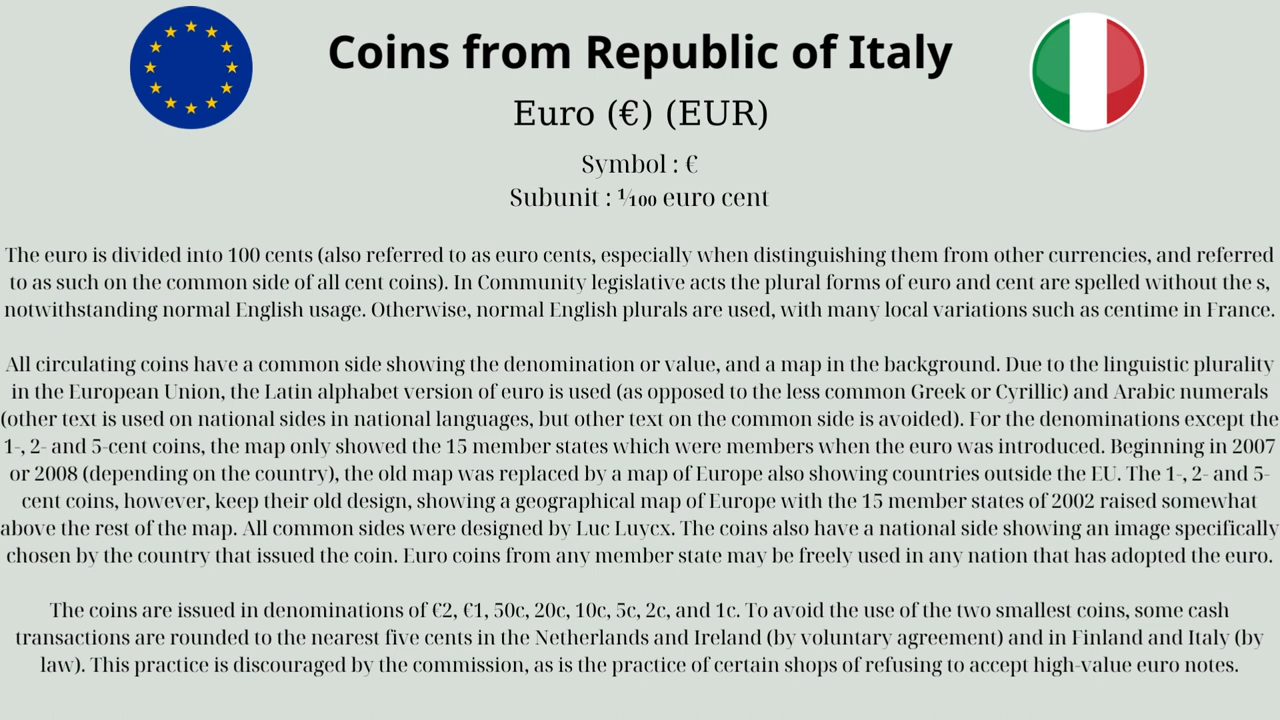 Coins from Republic of Italy
Euro (€) (EUR)
Symbol : €
Subunit : 1⁄100 euro cent
The euro is divided into 100 cents (also referred to as euro cents, especially when distinguishing them from other currencies, and referred
to as such on the common side of all cent coins). In Community legislative acts the plural forms of euro and cent are spelled without the s,
notwithstanding normal English usage. Otherwise, normal English plurals are used, with many local variations such as centime in France.
All circulating coins have a common side showing the denomination or value, and a map in the background. Due to the linguistic plurality
in the European Union, the Latin alphabet version of euro is used (as opposed to the less common Greek or Cyrillic) and Arabic numerals
(other text is used on national sides in national languages, but other text on the common side is avoided). For the denominations except the
1-, 2- and 5-cent coins, the map only showed the 15 member states which were members when the euro was introduced. Beginning in 2007
or 2008 (depending on the country), the old map was replaced by a map of Europe also showing countries outside the EU. The 1-, 2- and 5-
cent coins, however, keep their old design, showing a geographical map of Europe with the 15 member states of 2002 raised somewhat
above the rest of the map. All common sides were designed by Luc Luycx. The coins also have a national side showing an image specifically
chosen by the country that issued the coin. Euro coins from any member state may be freely used in any nation that has adopted the euro.
The coins are issued in denominations of €2, €1, 50c, 20c, 10c, 5c, 2c, and 1c. To avoid the use of the two smallest coins, some cash
transactions are rounded to the nearest five cents in the Netherlands and Ireland (by voluntary agreement) and in Finland and Italy (by
law). This practice is discouraged by the commission, as is the practice of certain shops of refusing to accept high-value euro notes.